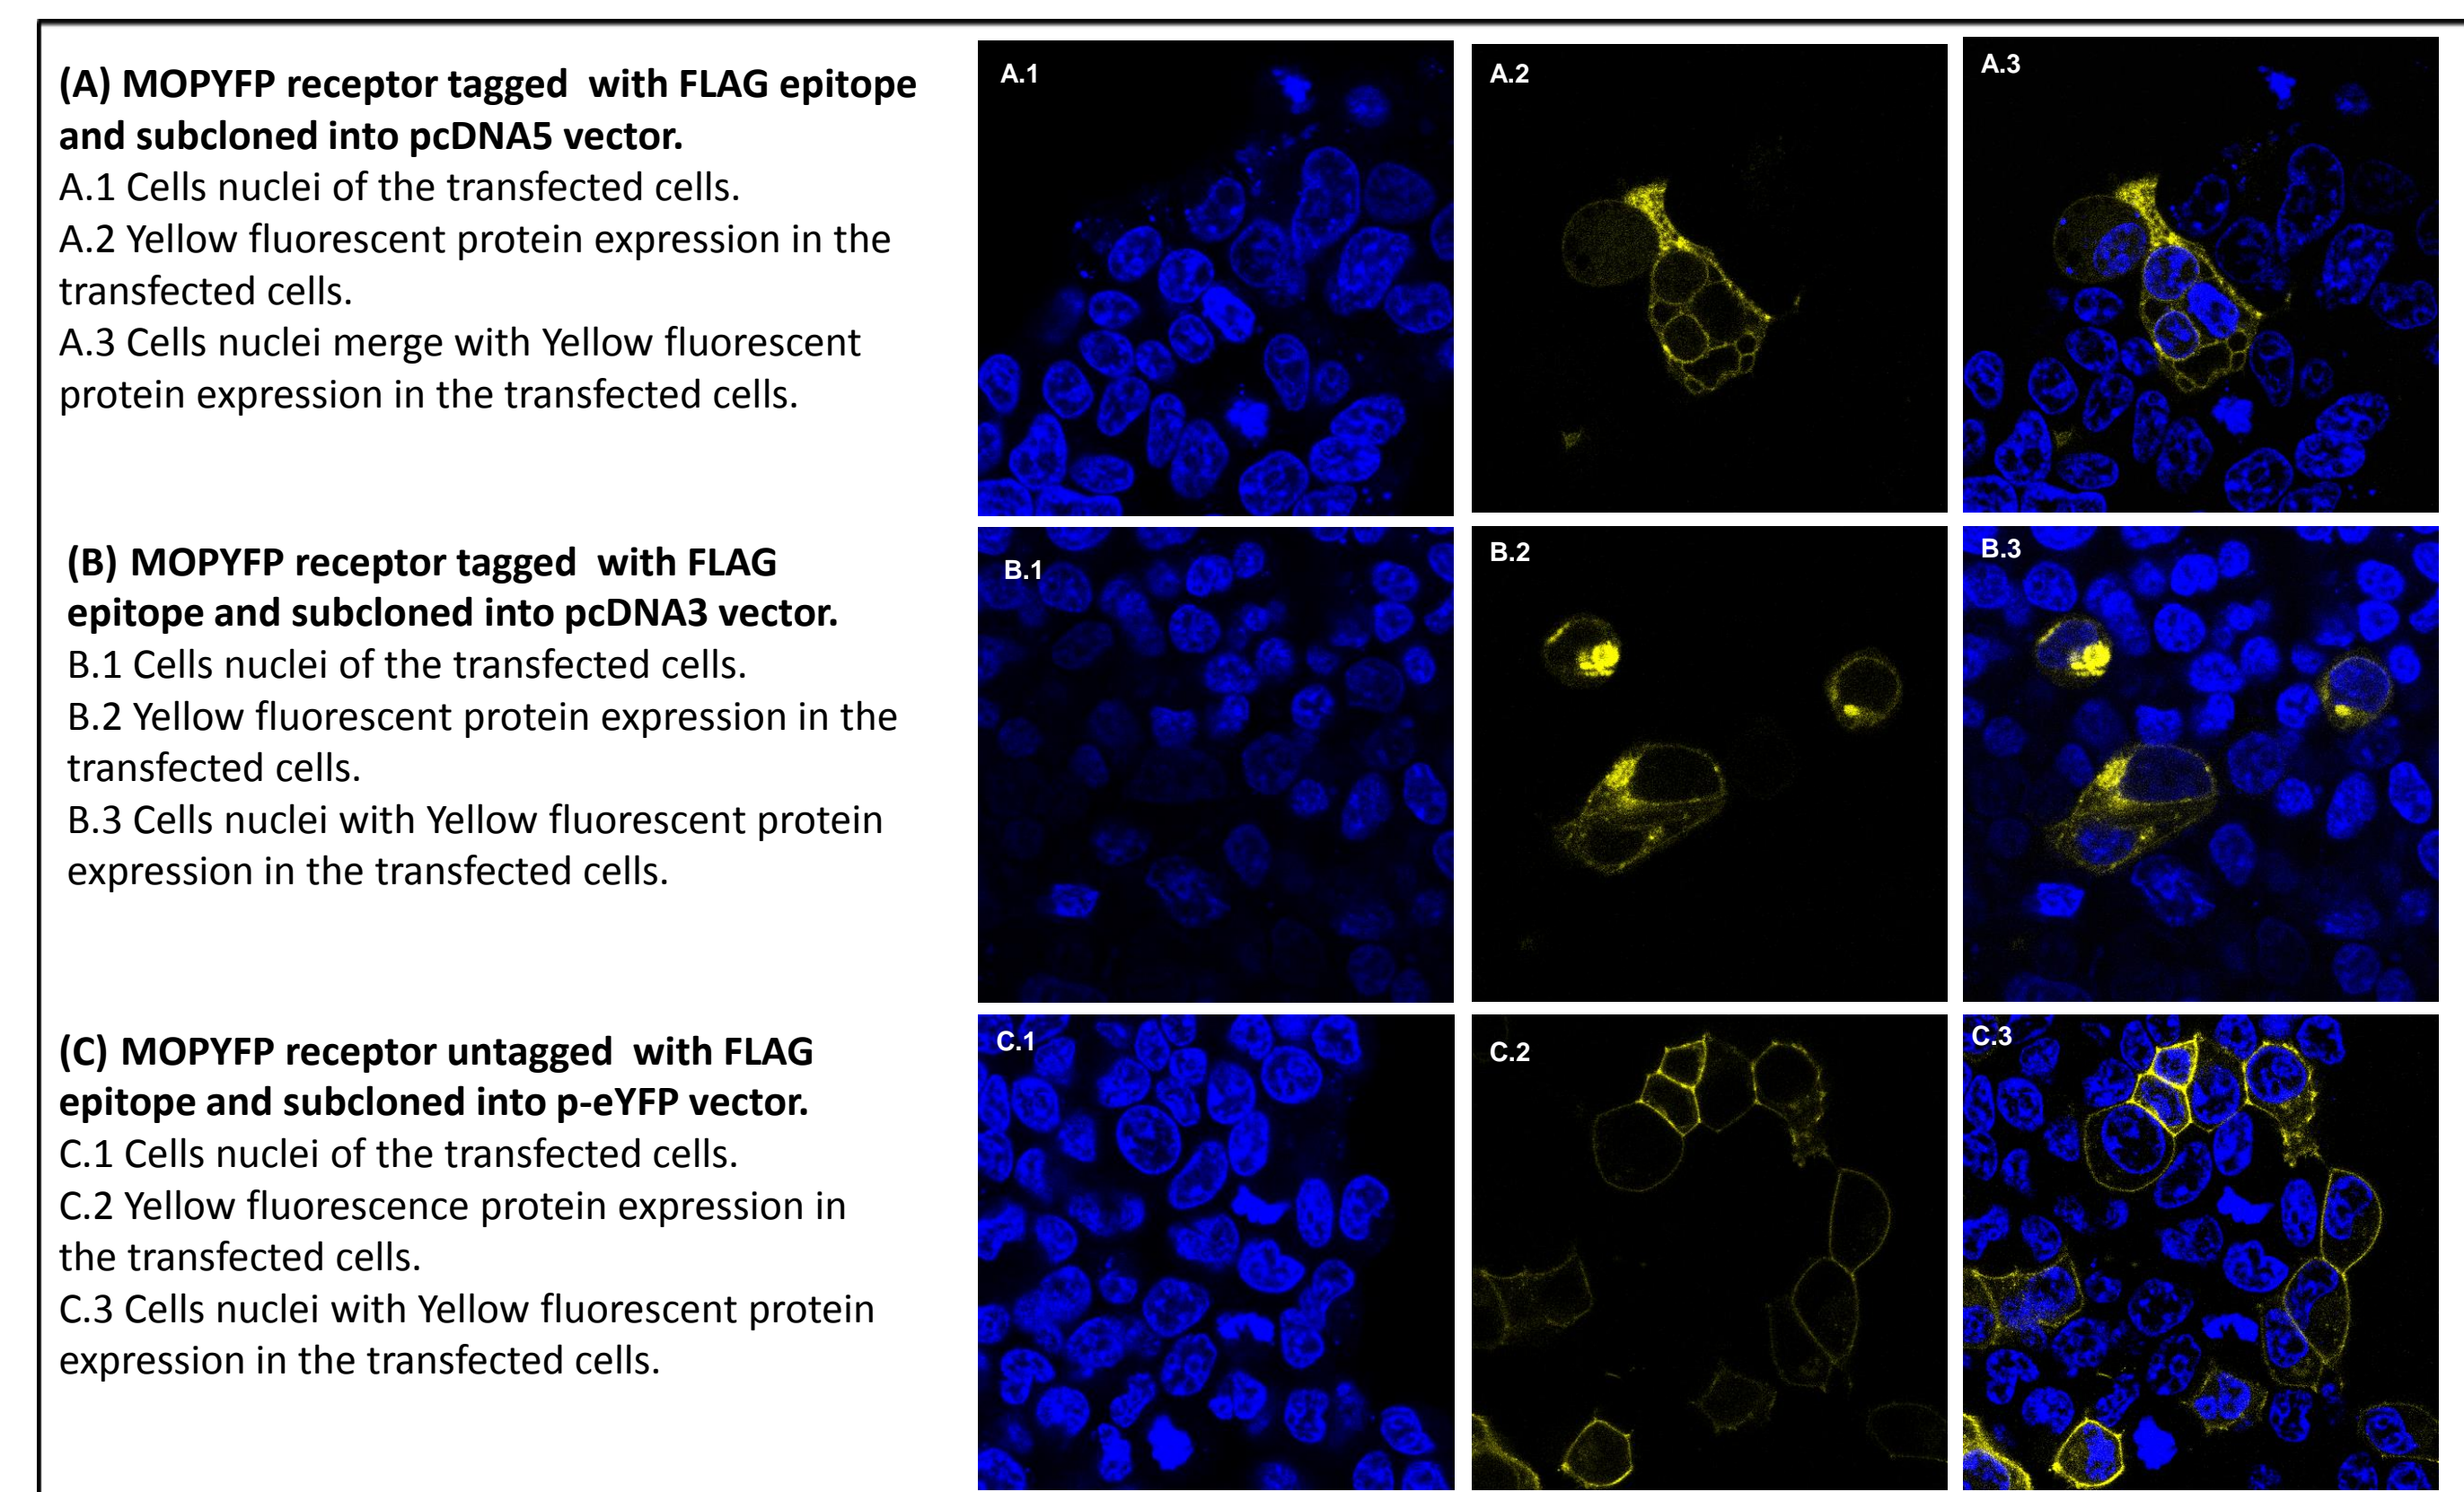 (A) MOPYFP receptor tagged  with FLAG epitope
and subcloned into pcDNA5 vector.
A.1 Cells nuclei of the transfected cells.
A.2 Yellow fluorescent protein expression in the
transfected cells.
A.3 Cells nuclei merge with Yellow fluorescent
protein expression in the transfected cells.
A.1
A.2
A.3
(B) MOPYFP receptor tagged  with FLAG
epitope and subcloned into pcDNA3 vector.
B.1 Cells nuclei of the transfected cells.
B.2 Yellow fluorescent protein expression in the
transfected cells.
B.3 Cells nuclei with Yellow fluorescent protein
expression in the transfected cells.
B.1
B.2
B.3
(C) MOPYFP receptor untagged  with FLAG
epitope and subcloned into p-eYFP vector.
C.1 Cells nuclei of the transfected cells.
C.2 Yellow fluorescence protein expression in
the transfected cells.
C.3 Cells nuclei with Yellow fluorescent protein
expression in the transfected cells.
C.1
C.2
C.3